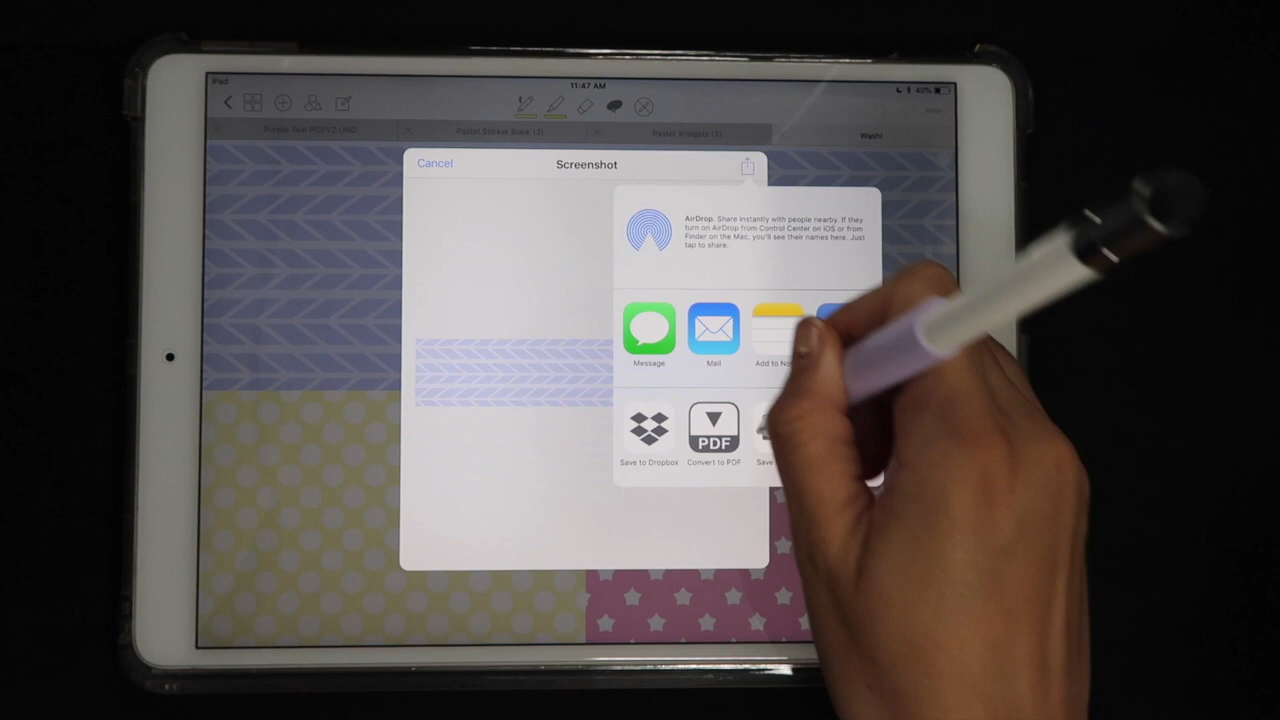 iPad
11:47 AM
40%
Purple Teal POPV2 UNO
Pastel Sticker Book (3)
Pastel Widgets (2)
Washi
Cancel
Screenshot
AirDrop. Share instantly with people nearby. If they
turn on AirDrop from Control Center on iOS or from
Finder on the Mac, you'll see their names here. Just
tap to share.
Message
Mail
Add to
PDF
Save to Dropbox
Convert to PDF
Save